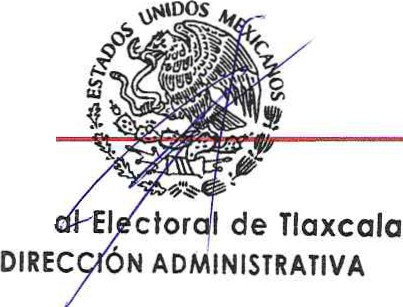 ESTADOS UNIDOS MEXICANOS
al Electoral de Tlaxcala
DIRECCIÓN ADMINISTRATIVA